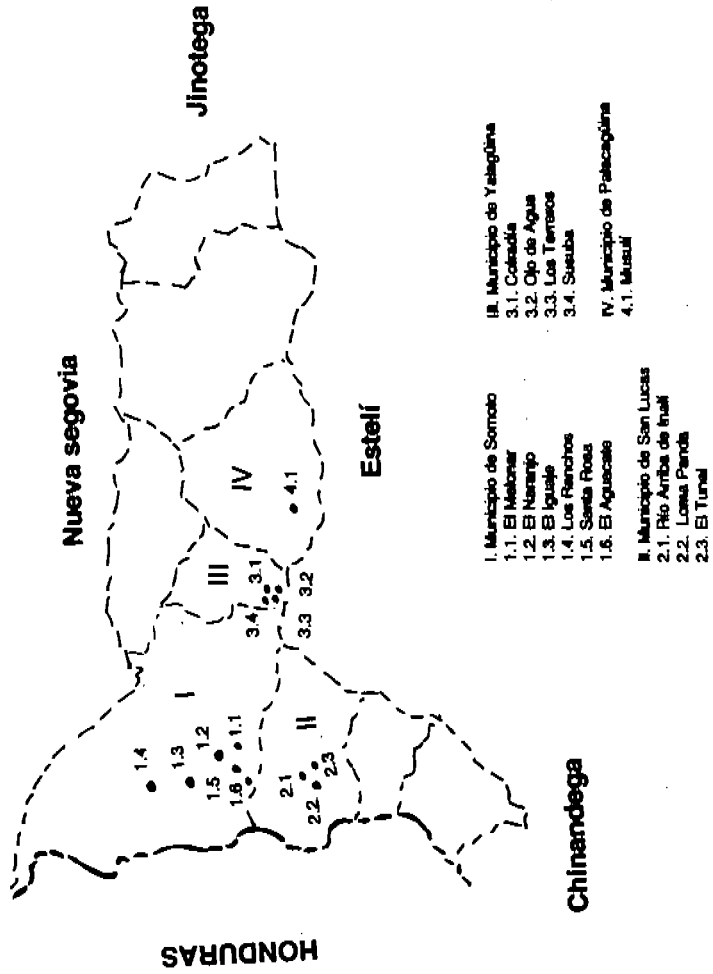 Nueva segovia
Jinotega
HONDURAS
Estelí
Chinandega
I
1.4
1.3
1.2
1.5
1.1
1.6
II
2.1
2.2
2.3
III
3.4
3.1
3.3
3.2
IV
4.1
I. Municipio de Somoto
1.1. El Melonar
1.2. El Naranjo
1.3. El Iguaje
1.4. Los Ranchos
1.5. Santa Rosa
1.6. El Aguacate
II. Municipio de San Lucas
2.1. Río Arriba de Inalí
2.2. Loma Panda
2.3. El Tunal
III. Municipio de Yalagüina
3.1. Cofradía
3.2. Ojo de Agua
3.3. Los Terreros
3.4. Susuba
IV. Municipio de Palacagüina
4.1. Musulí